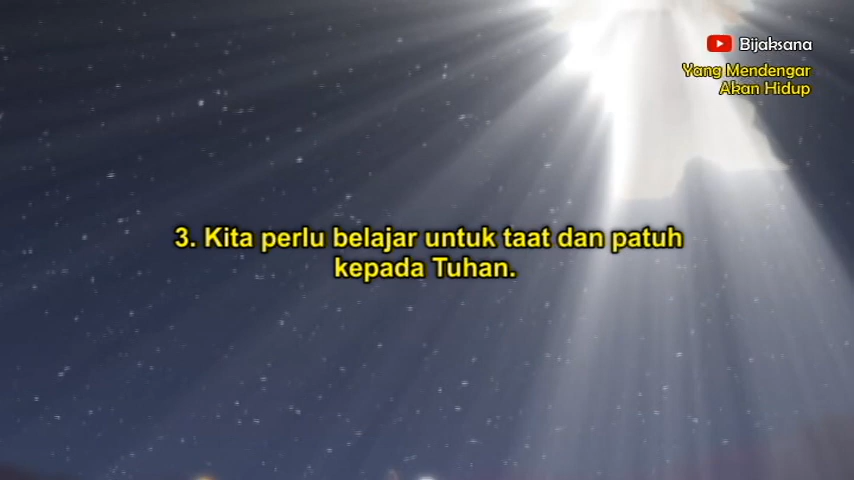 Bijaksana
Yang Mendengar
Akan Hidup
3. Kita perlu belajar untuk taat dan patuh
kepada Tuhan.